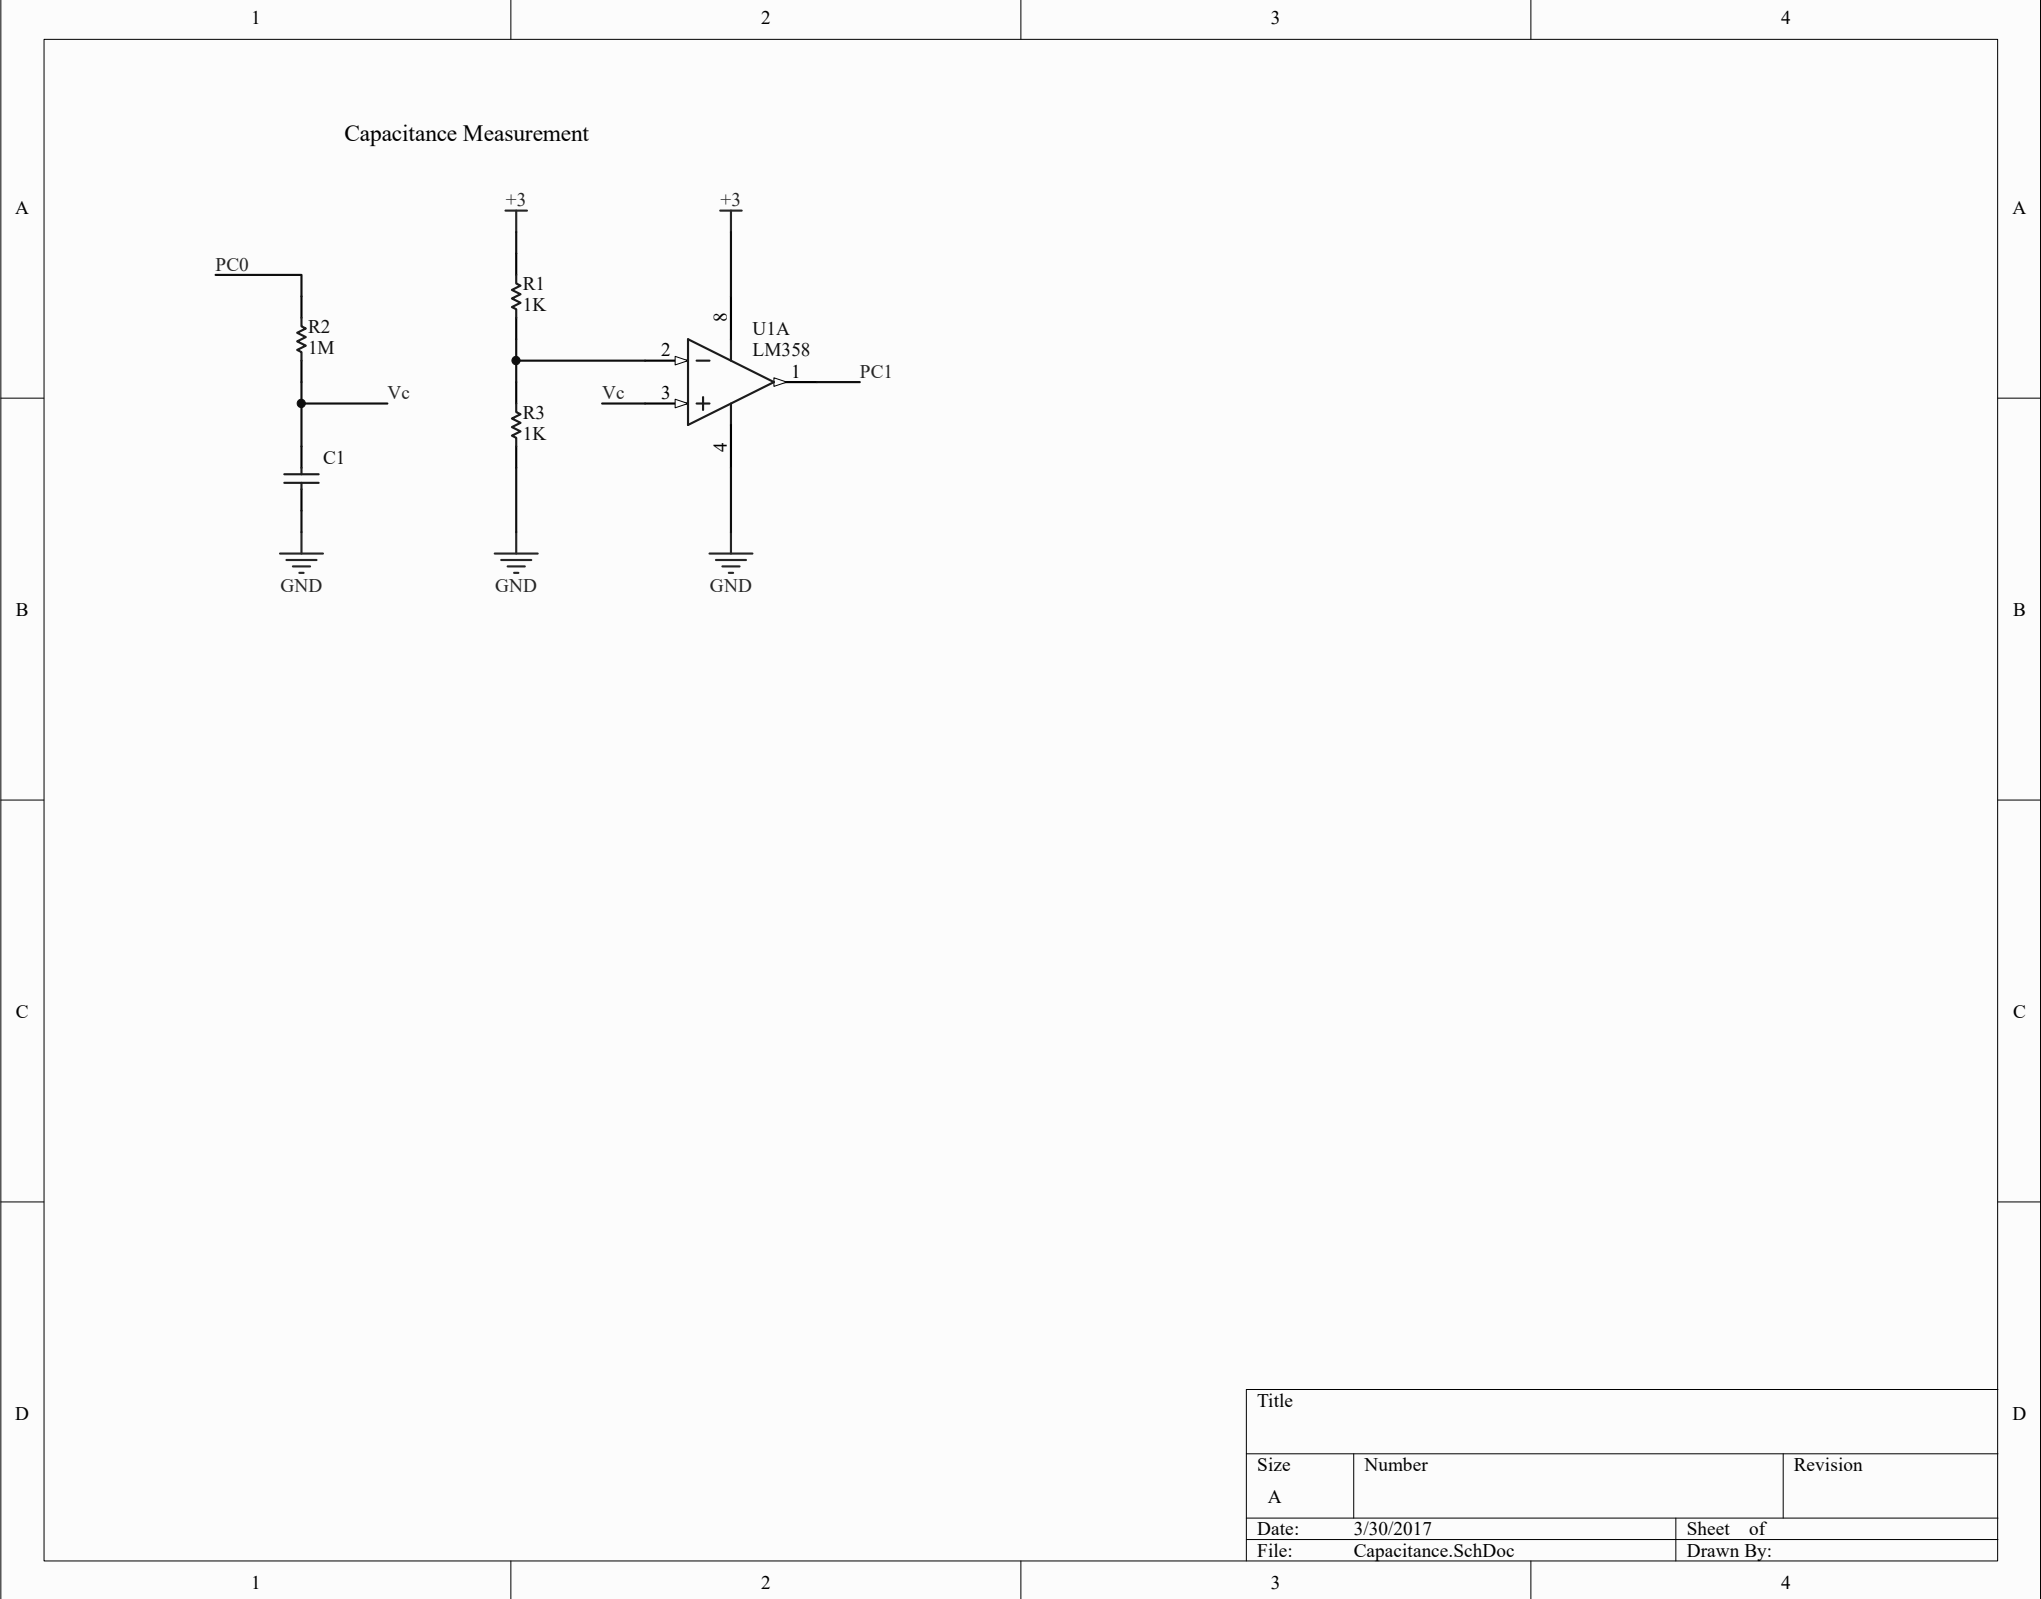 1 2 3 4
Capacitance Measurement
A A
+3 +3
PC0
R1
1K
8
R2
1M
U1A
LM358
2
1 PC1
Vc
Vc 3
R3
1K
4
C1
GND GND GND
B B
C C
D D
Title
Size Number Revision
A
Date: 3/30/2017 Sheet of
File: Capacitance.SchDoc Drawn By:
1 2 3 4